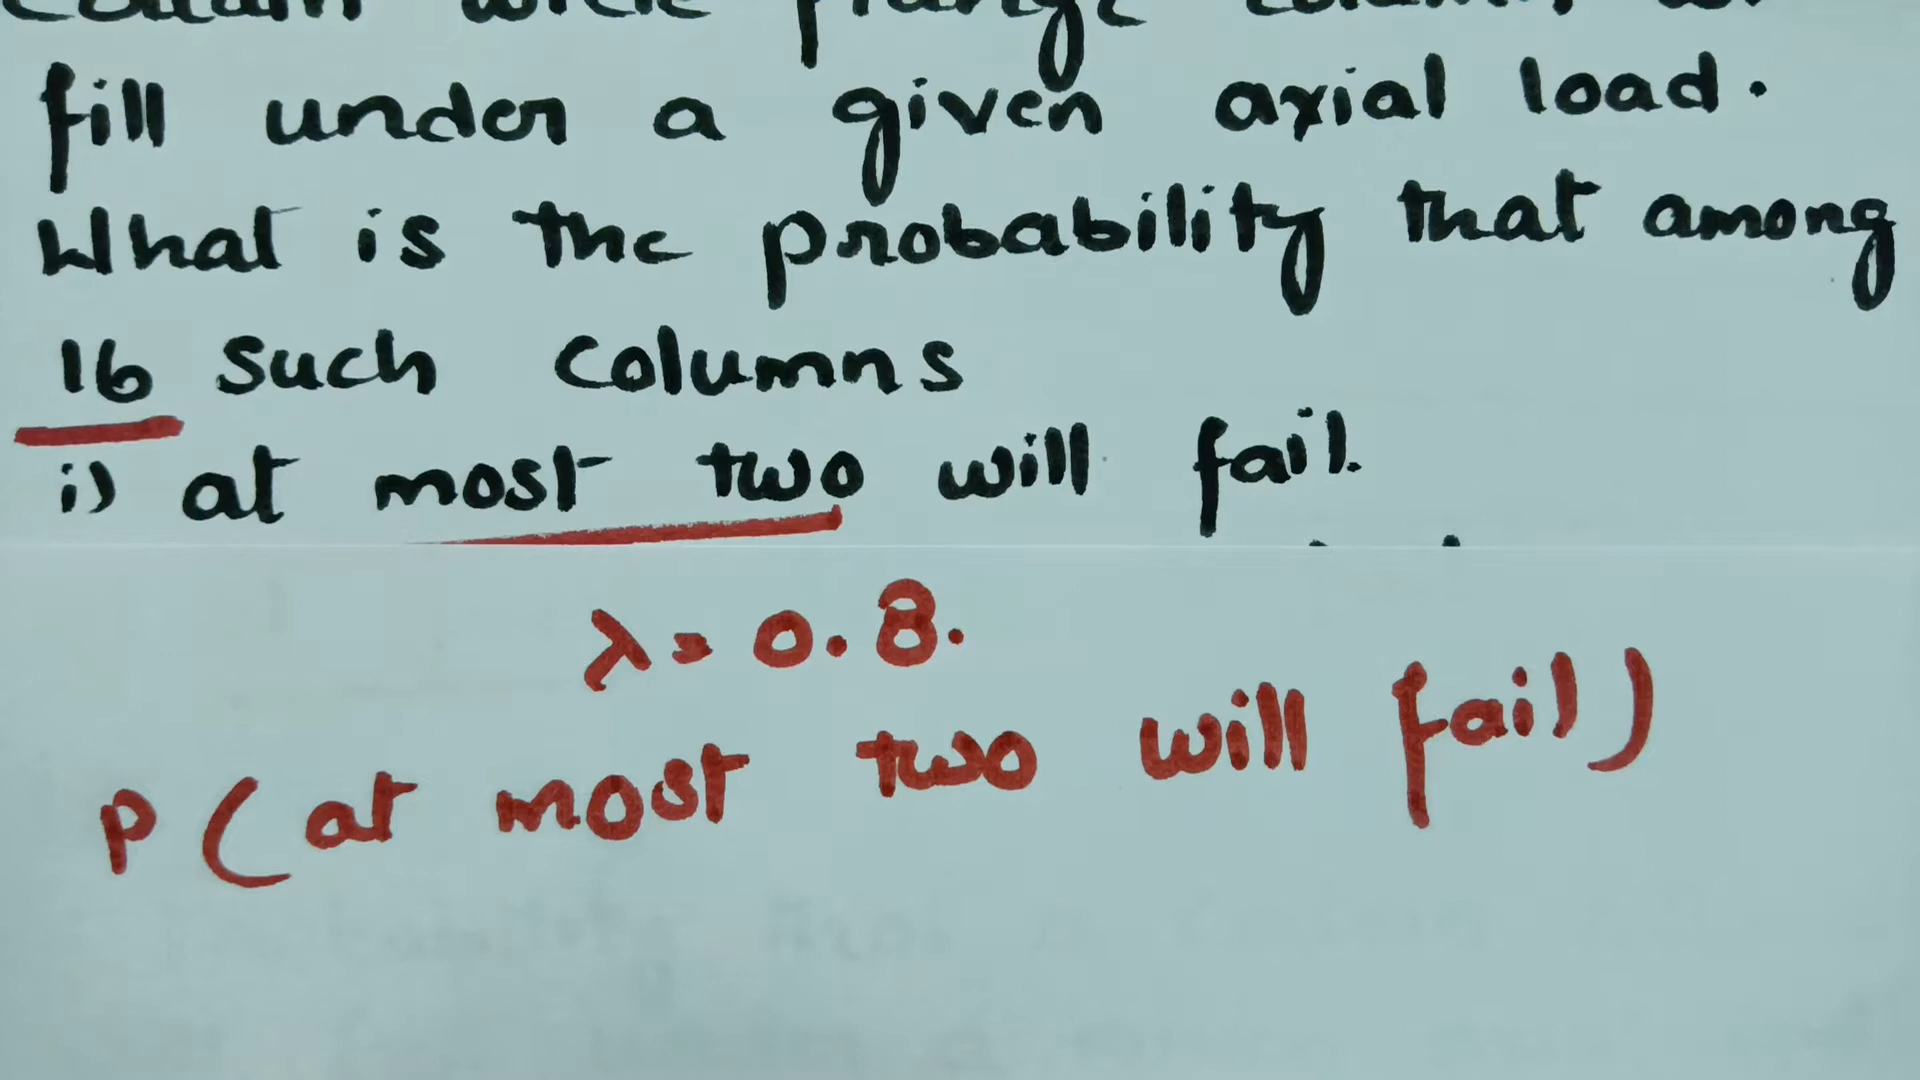 fill under a given axial load.
What is the probability that among
16 such columns
i) at most two will fail.
λ = 0.8.
P(at most two will fail)